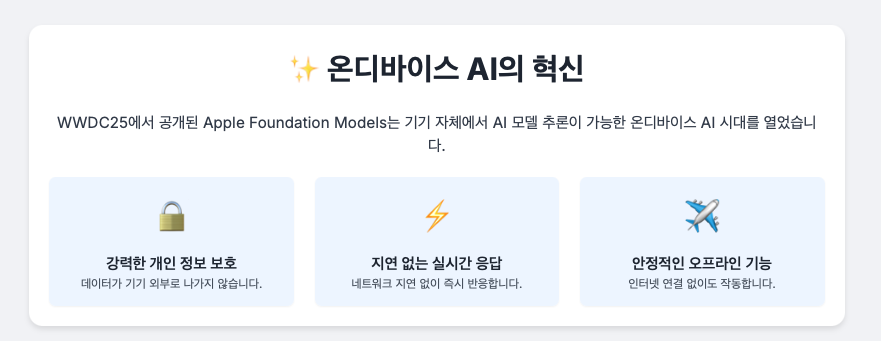 ✨ 온디바이스 AI의 혁신
WWDC25에서 공개된 Apple Foundation Models는 기기 자체에서 AI 모델 추론이 가능한 온디바이스 AI 시대를 열었습니
다.
강력한 개인 정보 보호
데이터가 기기 외부로 나가지 않습니다.
지연 없는 실시간 응답
네트워크 지연 없이 즉시 반응합니다.
안정적인 오프라인 기능
인터넷 연결 없이도 작동합니다.